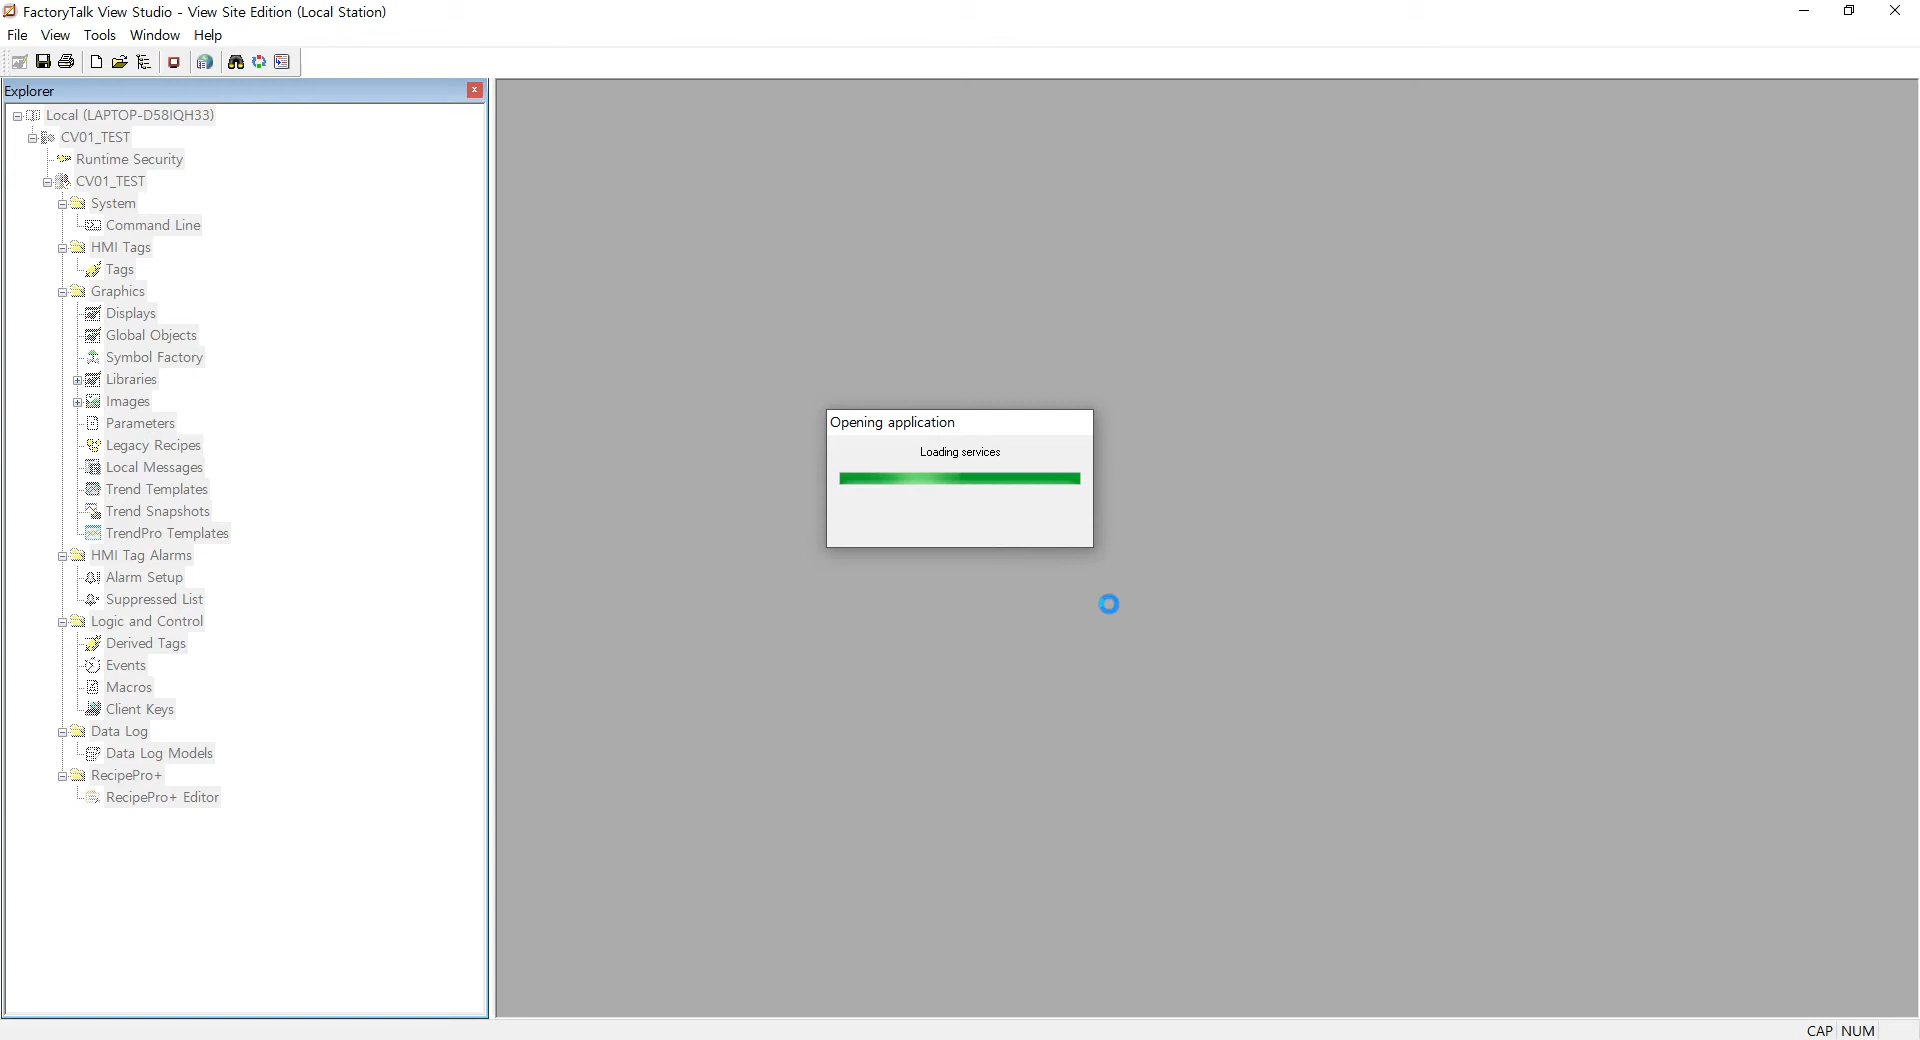 FactoryTalk View Studio - View Site Edition (Local Station)
File View Tools Window Help
Explorer
Local (LAPTOP-D58IQH33)
CV01_TEST
Runtime Security
CV01_TEST
System
Command Line
HMI Tags
Tags
Graphics
Displays
Global Objects
Symbol Factory
Libraries
Images
Parameters
Legacy Recipes
Local Messages
Trend Templates
Trend Snapshots
TrendPro Templates
HMI Tag Alarms
Alarm Setup
Suppressed List
Logic and Control
Derived Tags
Events
Macros
Client Keys
Data Log
Data Log Models
RecipePro+
RecipePro+ Editor
Opening application
Loading services
CAP NUM